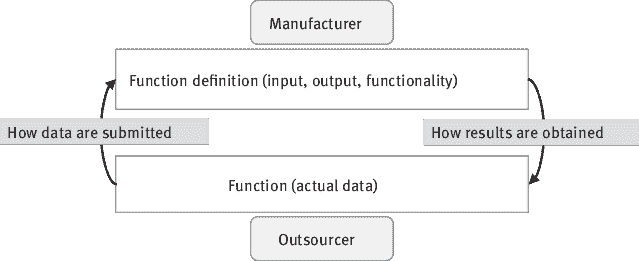 Manufacturer
Function definition (input, output, functionality)
How data are submitted
How results are obtained
Function (actual data)
Outsourcer